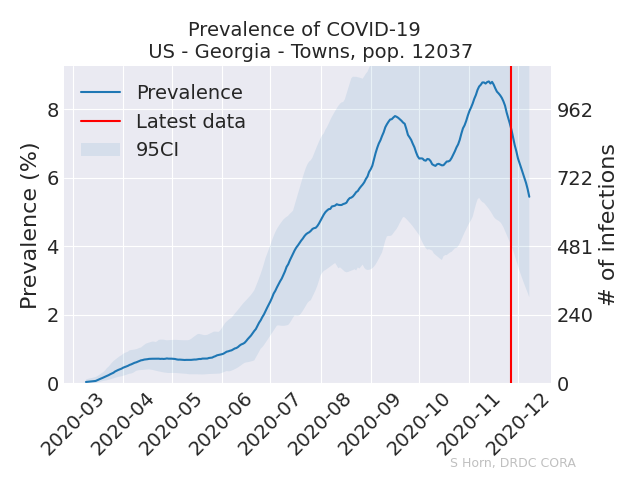 Prevalence of COVID-19
US - Georgia - Towns, pop. 12037
Prevalence
Latest data
95CI
Prevalence (%)
8
6
4
2
0
962
722
481
240
0
# of infections
2020-03
2020-04
2020-05
2020-06
2020-07
2020-08
2020-09
2020-10
2020-11
2020-12
S Horn, DRDC CORA